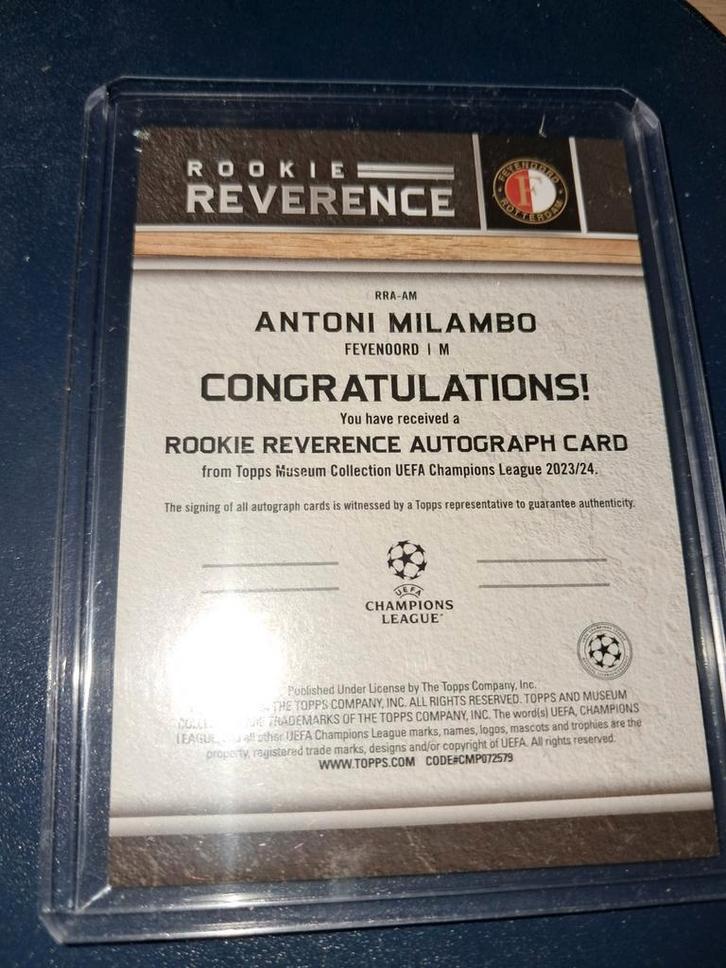 ROOKIE
REVERENCE
FEYENOORD
F
ROTTERDAM
RRA-AM
ANTONI MILAMBO
FEYENOORD | M
CONGRATULATIONS!
You have received a
ROOKIE REVERENCE AUTOGRAPH CARD
from Topps Museum Collection UEFA Champions League 2023/24.
The signing of all autograph cards is witnessed by a Topps representative to guarantee authenticity.
UEFA
CHAMPIONS
LEAGUE
Published Under License by The Topps Company, Inc.
THE TOPPS COMPANY, INC. ALL RIGHTS RESERVED. TOPPS AND MUSEUM
TRADEMARKS OF THE TOPPS COMPANY, INC. The word(s) UEFA, CHAMPIONS
LEAGUE, all other UEFA Champions League marks, names, logos, mascots and trophies are the
property, registered trade marks, designs and/or copyright of UEFA. All rights reserved.
WWW.TOPPS.COM CODE#CMP072579